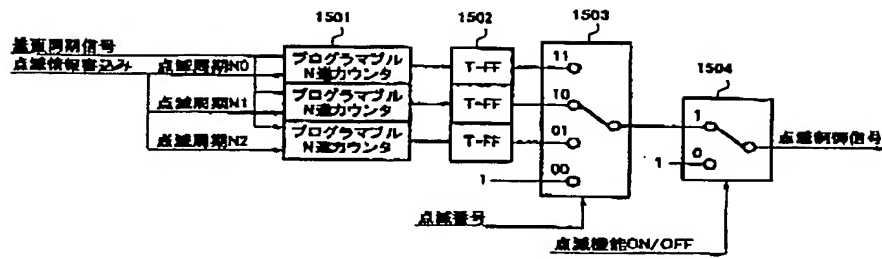 1501
1502
1503
1504
垂直同期信号
点滅情報書込み
点滅周期N0
点滅周期N1
点滅周期N2
プログラマブル
N進カウンタ
プログラマブル
N進カウンタ
プログラマブル
N進カウンタ
T-FF
T-FF
T-FF
11
10
01
00
1
1
0
1
点滅制御信号
点滅番号
点滅機能ON/OFF